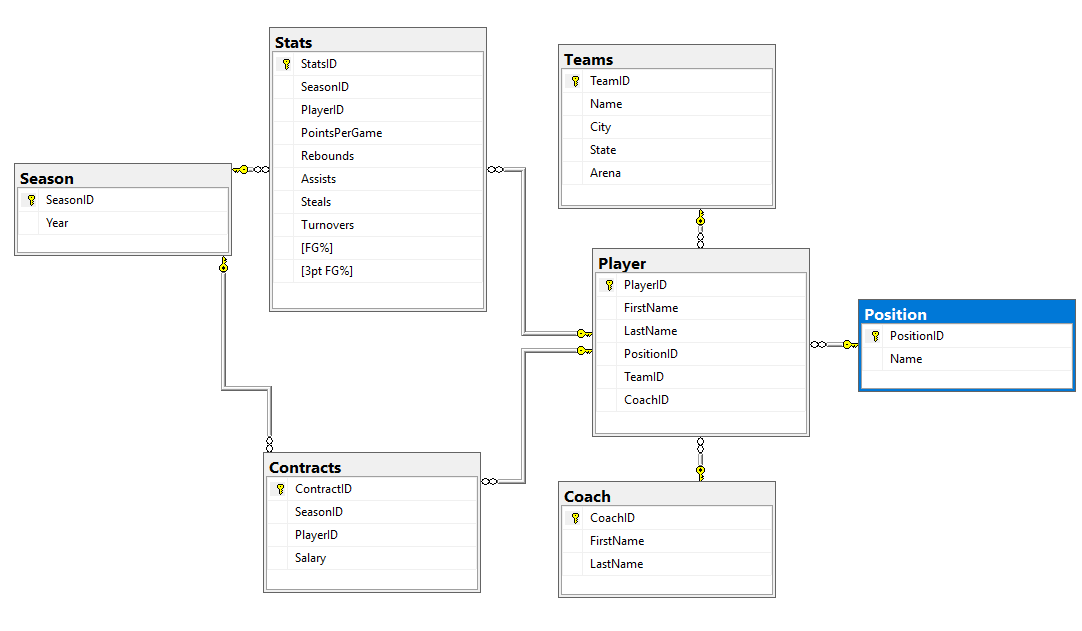 Stats
StatsID
SeasonID
PlayerID
PointsPerGame
Rebounds
Assists
Steals
Turnovers
[FG%]
[3pt FG%]
Teams
TeamID
Name
City
State
Arena
Season
SeasonID
Year
Player
PlayerID
FirstName
LastName
PositionID
TeamID
CoachID
Position
PositionID
Name
Contracts
ContractID
SeasonID
PlayerID
Salary
Coach
CoachID
FirstName
LastName